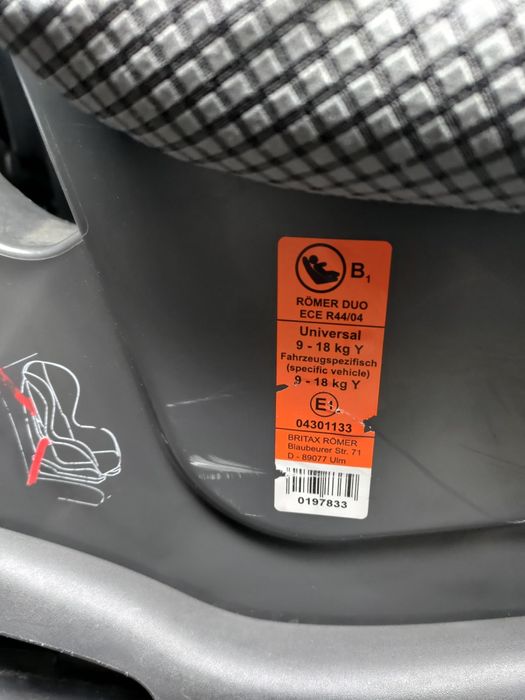 B1
RÖMER DUO
ECE R44/04
Universal
9 - 18 kg Y
Fahrzeugspezifisch
(specific vehicle)
9 - 18 kg Y
E1
04301133
BRITAX RÖMER
Blaubeurer Str. 71
D - 89077 Ulm
0197833